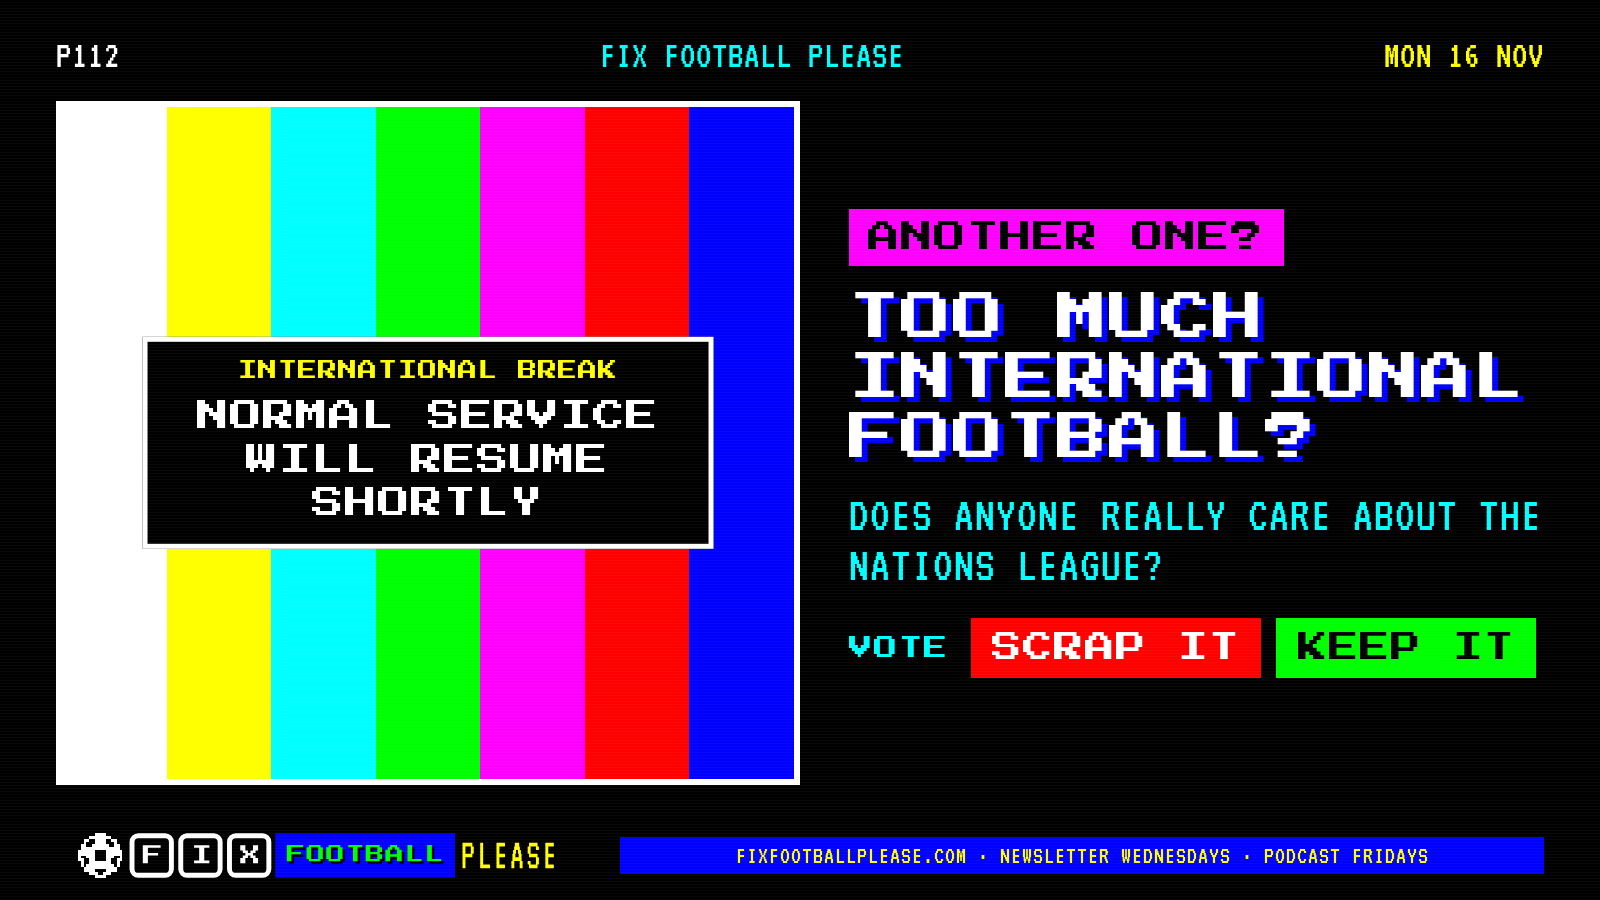 P112
FIX FOOTBALL PLEASE
MON 16 NOV
INTERNATIONAL BREAK
NORMAL SERVICE
WILL RESUME
SHORTLY
ANOTHER ONE?
TOO MUCH
INTERNATIONAL
FOOTBALL?
DOES ANYONE REALLY CARE ABOUT THE
NATIONS LEAGUE?
VOTE SCRAP IT KEEP IT
FIX FOOTBALL PLEASE
FIXFOOTBALLPLEASE.COM · NEWSLETTER WEDNESDAYS · PODCAST FRIDAYS